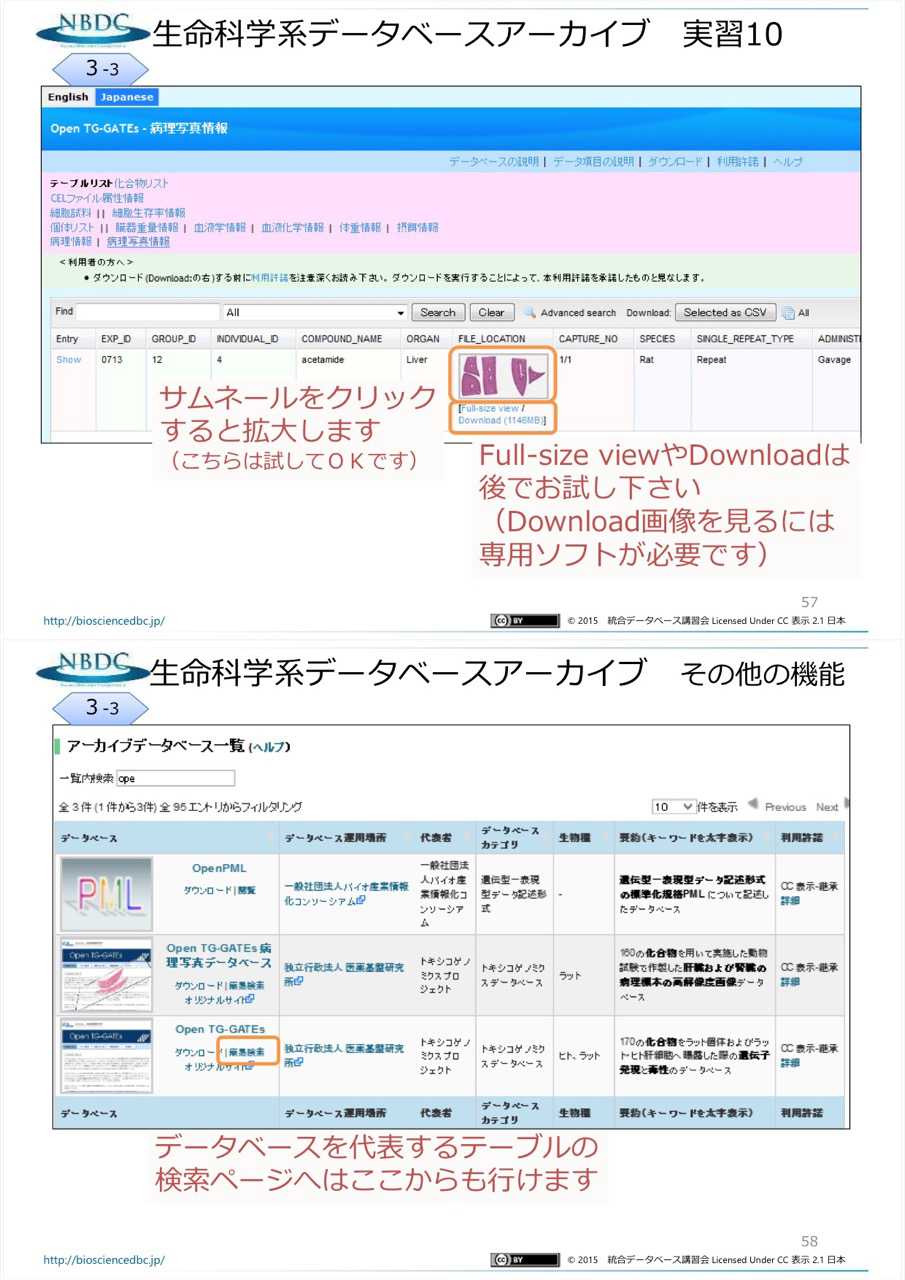 NBDC 生命科学系データベースアーカイブ 実習10
3-3
English Japanese
Open TG-GATEs - 病理写真情報
データベースの説明 | データ項目の説明 | ダウンロード | 利用許諾 | ヘルプ
テーブルリスト 化合物リスト
CELファイル属性情報
細胞試料 || 細胞生存率情報
個体リスト || 臓器重量情報 | 血液学情報 | 血液化学情報 | 体重情報 | 摂餌情報
病理情報 | 病理写真情報
<利用者の方へ>
● ダウンロード(Download:の右)する前に利用許諾を注意深くお読み下さい。ダウンロードを実行することによって、本利用許諾を承諾したものと見なします。
Find All Search Clear Advanced search Download: Selected as CSV All
Entry EXP_ID GROUP_ID INDIVIDUAL_ID COMPOUND_NAME ORGAN FILE_LOCATION CAPTURE_NO SPECIES SINGLE_REPEAT_TYPE ADMINISTI
Show 0713 12 4 acetamide Liver 1/1 Rat Repeat Gavage
[Full-size view /
Download (1146MB)]
サムネールをクリック
すると拡大します
（こちらは試してＯＫです）
Full-size viewやDownloadは
後でお試し下さい
（Download画像を見るには
専用ソフトが必要です）
57
http://biosciencedbc.jp/
cc BY © 2015 統合データベース講習会 Licensed Under CC 表示 2.1 日本
NBDC 生命科学系データベースアーカイブ その他の機能
3-3
アーカイブデータベース一覧 (ヘルプ)
一覧内検索 ope
全 3 件 (1 件から3件) 全 95 エントリからフィルタリング 10 件を表示 Previous Next
データベース データベース運用場所 代表者 データベース
カテゴリ 生物種 要約(キーワードを太字表示) 利用許諾
PML
OpenPML
ダウンロード | 閲覧
一般社団法人バイオ産業情報
化コンソーシアム
一般社団法
人バイオ産
業情報化コ
ンソーシア
ム
遺伝型ー表現
型データ記述形
式
-
遺伝型ー表現型データ記述形式
の標準化規格PML について記述し
たデータベース
CC 表示-継承
詳細
Open TG-GATEs
Open TG-GATEs 病
理写真データベース
ダウンロード | 簡易検索
オリジナルサイト
独立行政法人 医薬基盤研究
所
トキシコゲノ
ミクスプロ
ジェクト
トキシコゲノミク
スデータベース
ラット
160の化合物を用いて実施した動物
試験で作製した肝臓および腎臓の
病理標本の高解像度画像データ
ベース
CC 表示-継承
詳細
Open TG-GATEs
Open TG-GATEs
ダウンロード | 簡易検索
オリジナルサイト
独立行政法人 医薬基盤研究
所
トキシコゲノ
ミクスプロ
ジェクト
トキシコゲノミク
スデータベース
ヒト、ラット
170の化合物をラット個体およびラッ
ト・ヒト肝細胞へ曝露した際の遺伝子
発現と毒性のデータベース
CC 表示-継承
詳細
データベース データベース運用場所 代表者 データベース
カテゴリ 生物種 要約(キーワードを太字表示) 利用許諾
データベースを代表するテーブルの
検索ページへはここからも行けます
58
http://biosciencedbc.jp/
cc BY © 2015 統合データベース講習会 Licensed Under CC 表示 2.1 日本